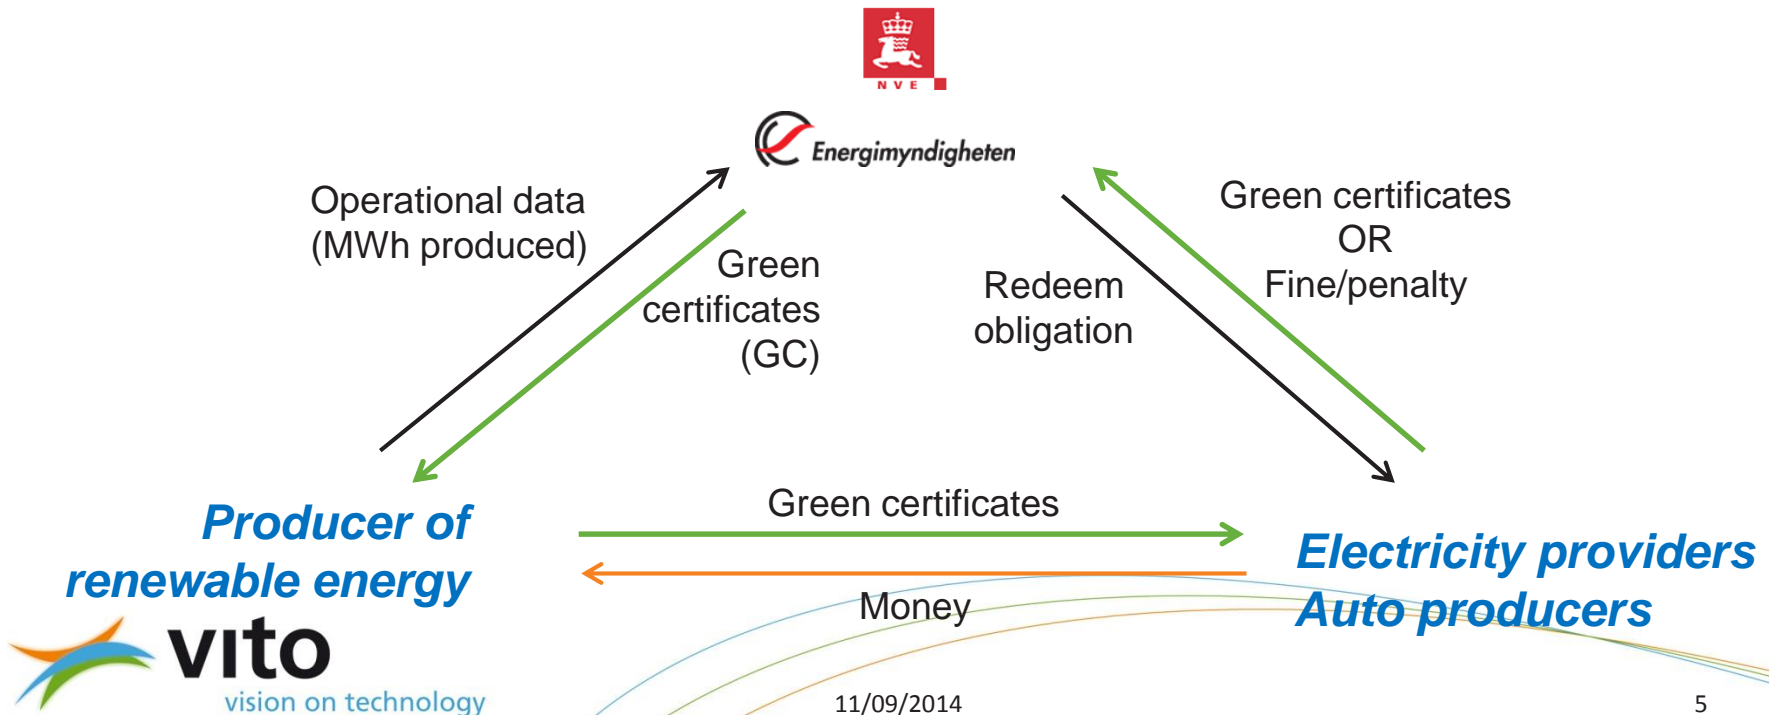 NVE
Energimyndigheten
Operational data
(MWh produced)
Green
certificates
(GC)
Redeem
obligation
Green certificates
OR
Fine/penalty
Producer of
renewable energy
Green certificates
Money
Electricity providers
Auto producers
vito
vision on technology
11/09/2014
5